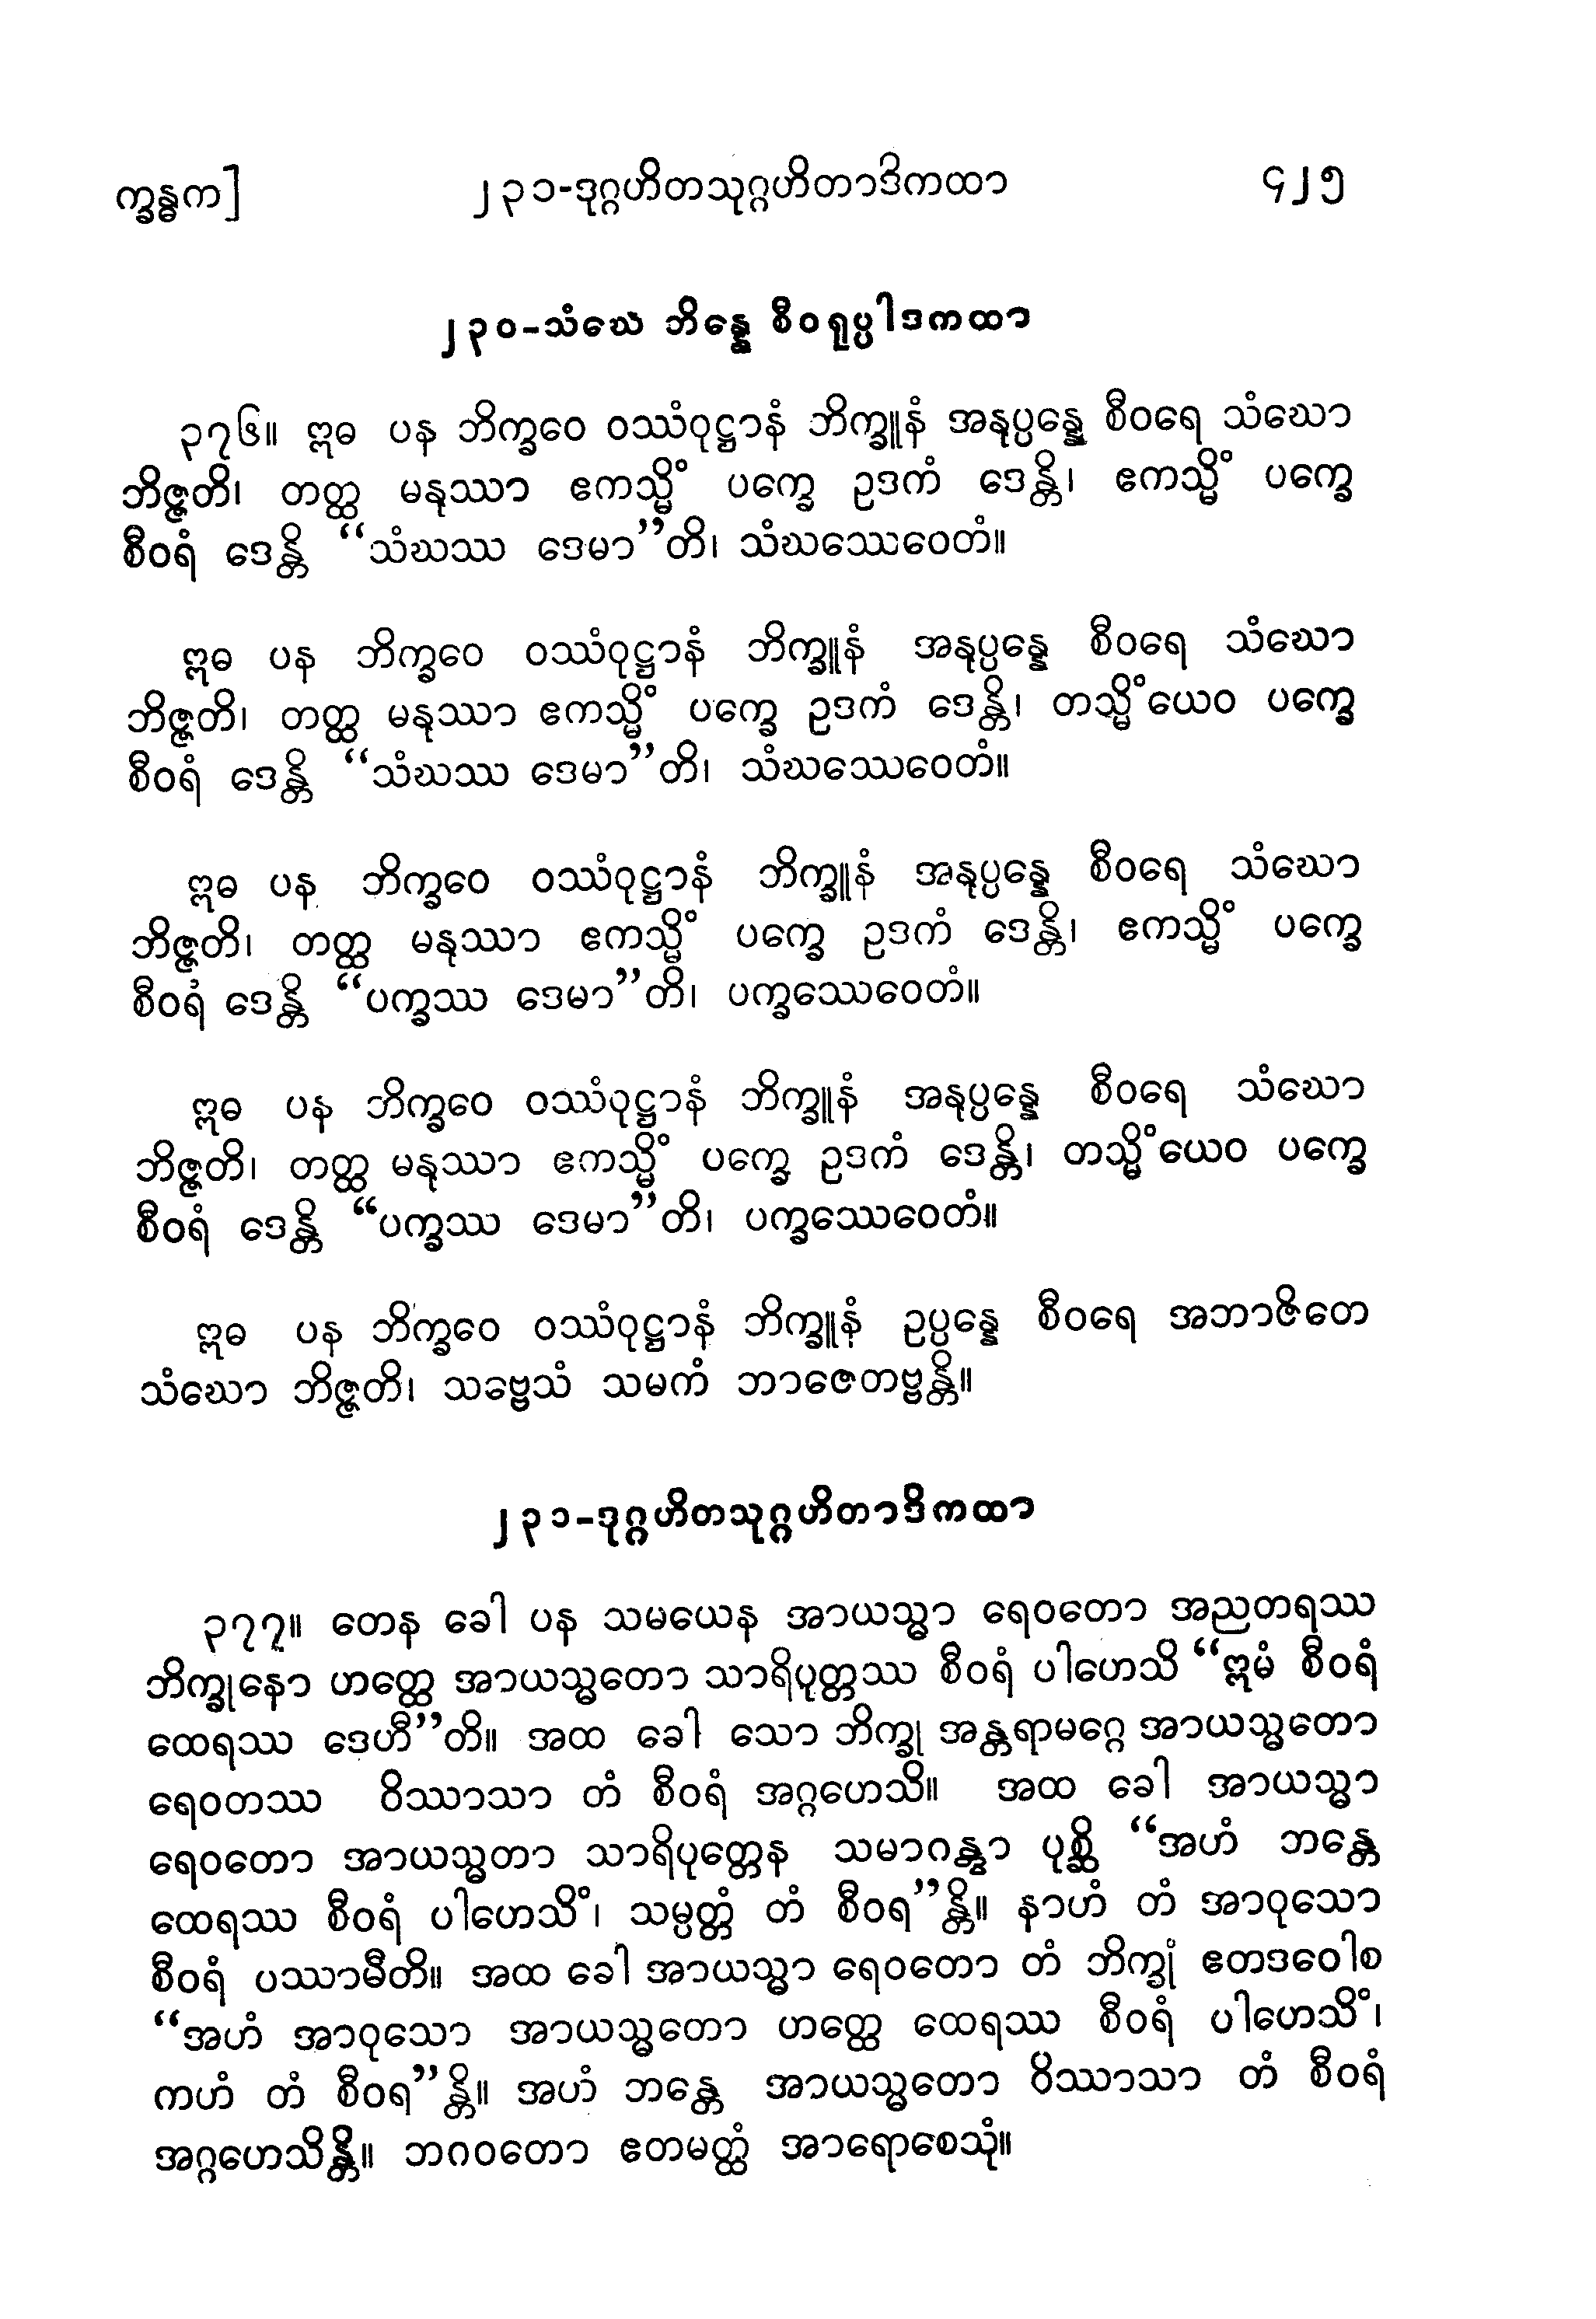 က္ခန္ဓက] ၂၃၁-ဒုဂ္ဂဟိတသုဂ္ဂဟိတာဒိကထာ ၄၂၅
၂၃၀-သံဃေ ဘိန္နေ စီဝရုပ္ပါဒကထာ
၃၇၆။ ဣဓ ပန ဘိက္ခဝေ ဝဿံဝုဋ္ဌာနံ ဘိက္ခူနံ အနုပ္ပန္နေ စီဝရေ သံဃော
ဘိဇ္ဇတိ၊ တတ္ထ မနုဿာ ဧကသ္မိံ ပက္ခေ ဥဒကံ ဒေန္တိ၊ ဧကသ္မိံ ပက္ခေ
စီဝရံ ဒေန္တိ “သံဃဿ ဒေမာ”တိ၊ သံဃဿေဝေတံ။
ဣဓ ပန ဘိက္ခဝေ ဝဿံဝုဋ္ဌာနံ ဘိက္ခူနံ အနုပ္ပန္နေ စီဝရေ သံဃော
ဘိဇ္ဇတိ၊ တတ္ထ မနုဿာ ဧကသ္မိံ ပက္ခေ ဥဒကံ ဒေန္တိ၊ တသ္မိံယေဝ ပက္ခေ
စီဝရံ ဒေန္တိ “သံဃဿ ဒေမာ”တိ၊ သံဃဿေဝေတံ။
ဣဓ ပန ဘိက္ခဝေ ဝဿံဝုဋ္ဌာနံ ဘိက္ခူနံ အနုပ္ပန္နေ စီဝရေ သံဃော
ဘိဇ္ဇတိ၊ တတ္ထ မနုဿာ ဧကသ္မိံ ပက္ခေ ဥဒကံ ဒေန္တိ၊ ဧကသ္မိံ ပက္ခေ
စီဝရံ ဒေန္တိ “ပက္ခဿ ဒေမာ”တိ၊ ပက္ခဿေဝေတံ။
ဣဓ ပန ဘိက္ခဝေ ဝဿံဝုဋ္ဌာနံ ဘိက္ခူနံ အနုပ္ပန္နေ စီဝရေ သံဃော
ဘိဇ္ဇတိ၊ တတ္ထ မနုဿာ ဧကသ္မိံ ပက္ခေ ဥဒကံ ဒေန္တိ၊ တသ္မိံယေဝ ပက္ခေ
စီဝရံ ဒေန္တိ “ပက္ခဿ ဒေမာ”တိ၊ ပက္ခဿေဝေတံ။
ဣဓ ပန ဘိက္ခဝေ ဝဿံဝုဋ္ဌာနံ ဘိက္ခူနံ ဥပ္ပန္နေ စီဝရေ အဘာဇိတေ
သံဃော ဘိဇ္ဇတိ၊ သဗ္ဗေသံ သမကံ ဘာဇေတဗ္ဗန္တိ။
၂၃၁-ဒုဂ္ဂဟိတသုဂ္ဂဟိတာဒိကထာ
၃၇၇။ တေန ခေါ ပန သမယေန အာယသ္မာ ရေဝတော အညတရဿ
ဘိက္ခုနော ဟတ္ထေ အာယသ္မတော သာရိပုတ္တဿ စီဝရံ ပါဟေသိ “ဣမံ စီဝရံ
ထေရဿ ဒေဟီ”တိ။ အထ ခေါ သော ဘိက္ခု အန္တရာမဂ္ဂေ အာယသ္မတော
ရေဝတဿ ဝိဿာသာ တံ စီဝရံ အဂ္ဂဟေသိ။ အထ ခေါ အာယသ္မာ
ရေဝတော အာယသ္မတာ သာရိပုတ္တေန သမာဂန္တွာ ပုစ္ဆိ “အဟံ ဘန္တေ
ထေရဿ စီဝရံ ပါဟေသိံ၊ သမ္ပတ္တံ တံ စီဝရ”န္တိ။ နာဟံ တံ အာဝုသော
စီဝရံ ပဿာမီတိ။ အထ ခေါ အာယသ္မာ ရေဝတော တံ ဘိက္ခုံ ဧတဒဝေါစ
“အဟံ အာဝုသော အာယသ္မတော ဟတ္ထေ ထေရဿ စီဝရံ ပါဟေသိံ၊
ကဟံ တံ စီဝရ”န္တိ။ အဟံ ဘန္တေ အာယသ္မတော ဝိဿာသာ တံ စီဝရံ
အဂ္ဂဟေသိန္တိ။ ဘဂဝတော ဧတမတ္ထံ အာရောစေသုံ။